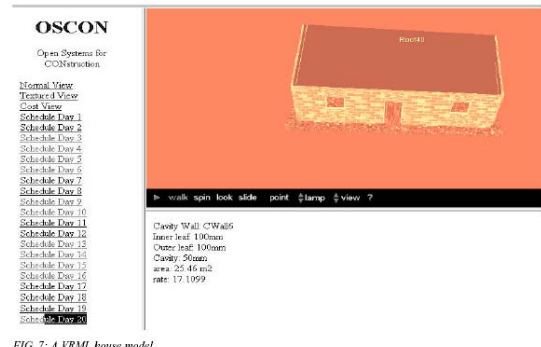 OSCON
Open Systems for
CONstruction
Normal View
Textured View
Cost View
Schedule Day 1
Schedule Day 2
Schedule Day 3
Schedule Day 4
Schedule Day 5
Schedule Day 6
Schedule Day 7
Schedule Day 8
Schedule Day 9
Schedule Day 10
Schedule Day 11
Schedule Day 12
Schedule Day 13
Schedule Day 14
Schedule Day 15
Schedule Day 16
Schedule Day 17
Schedule Day 18
Schedule Day 19
Schedule Day 20
walk spin look slide point lamp view ?
Cavity Wall: CWall6
Inner leaf: 100mm
Outer leaf: 100mm
Cavity: 50mm
area: 25.46 m2
rate: 17.1099
FIG. 7: A VRML house model